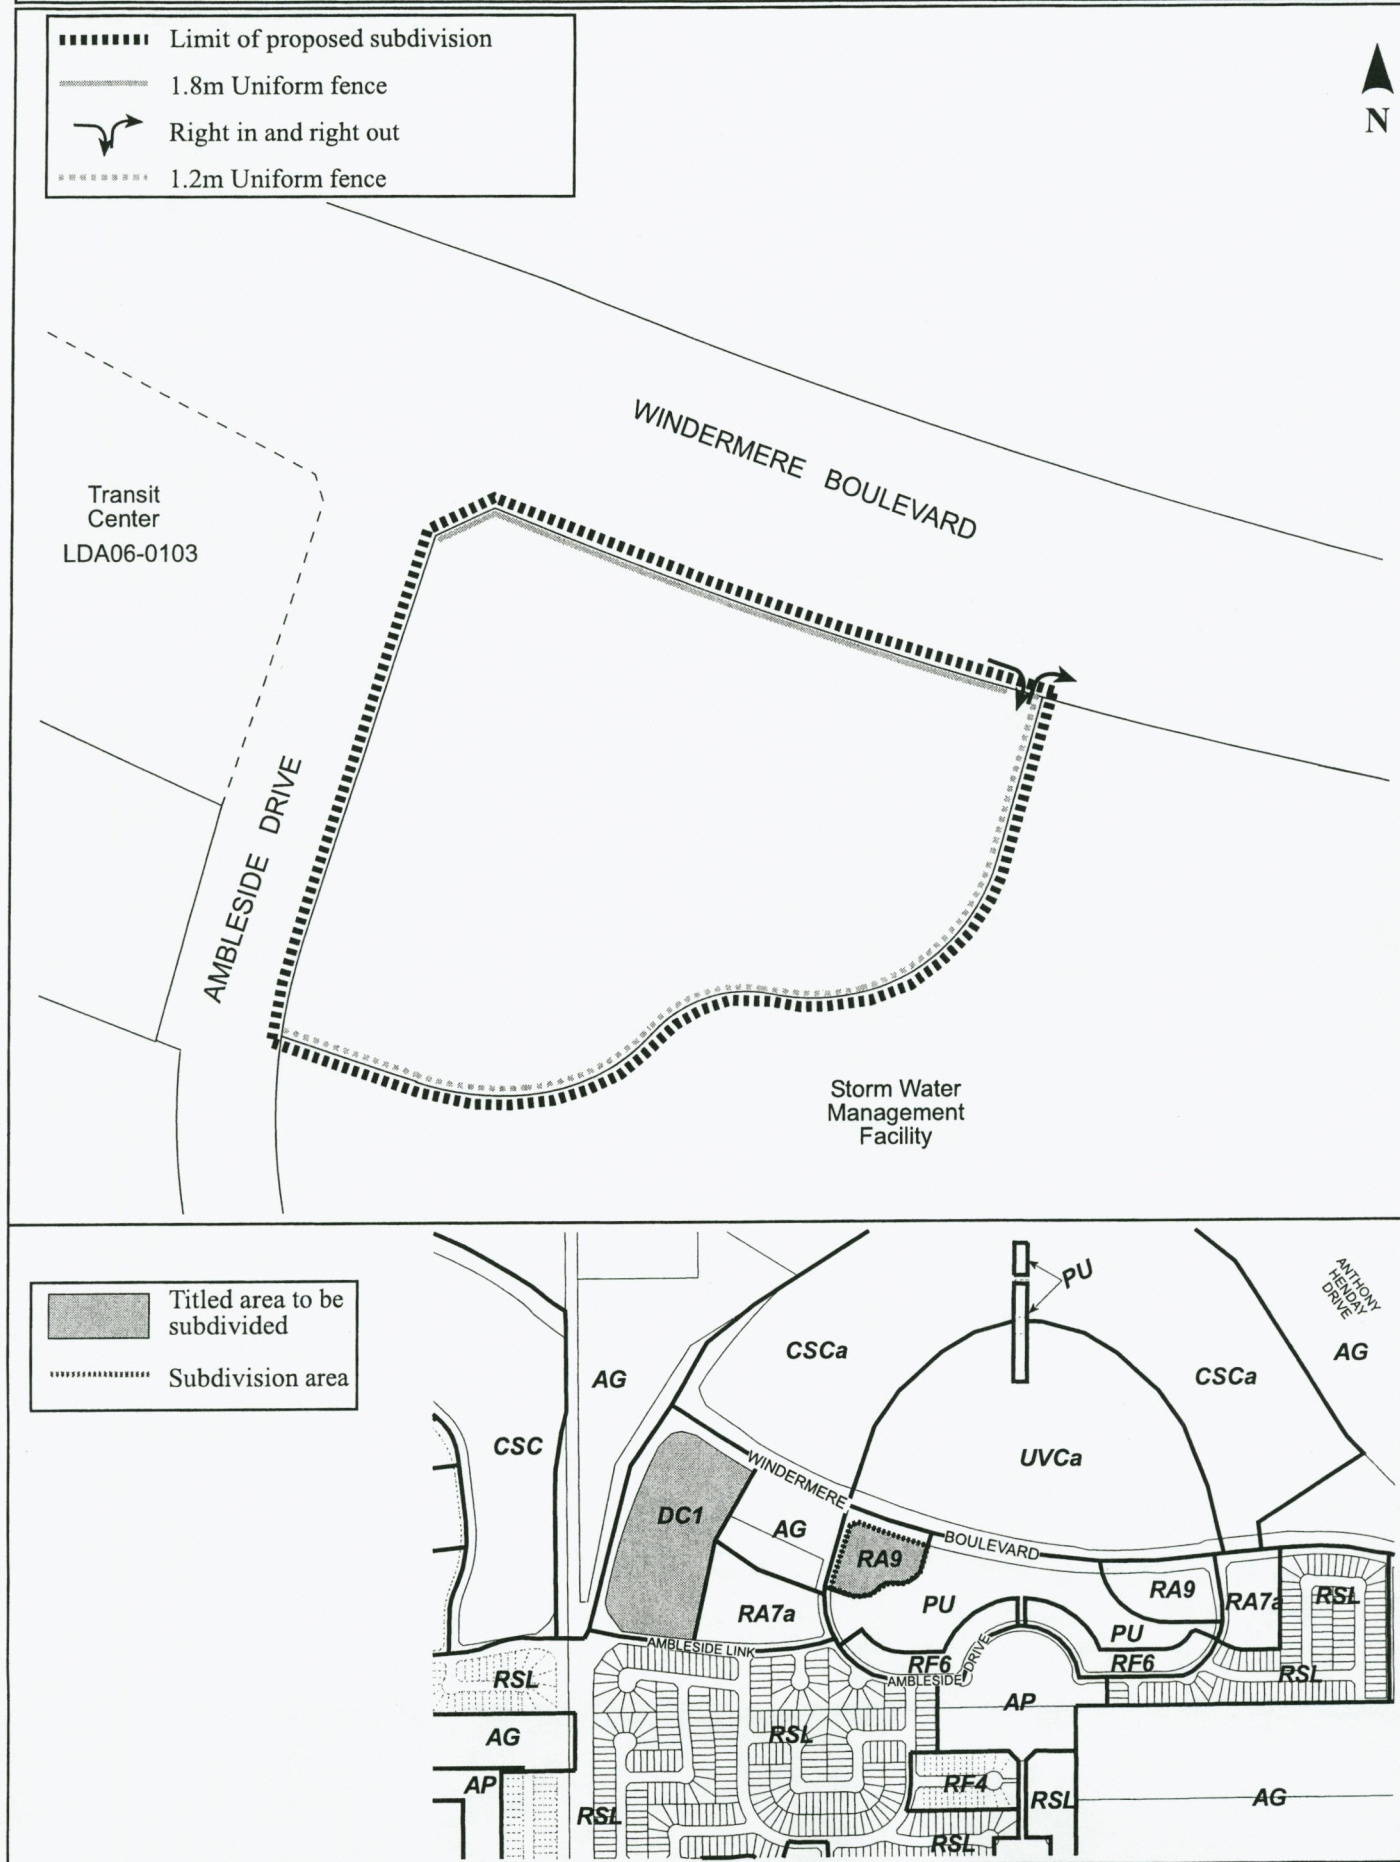 Limit of proposed subdivision
1.8m Uniform fence
Right in and right out
1.2m Uniform fence
N
WINDERMERE BOULEVARD
Transit
Center
LDA06-0103
AMBLESIDE DRIVE
Storm Water
Management
Facility
Titled area to be
subdivided
Subdivision area
PU
ANTHONY
HENDAY
DRIVE
CSCa
AG
AG
CSCa
CSC
UVCa
WINDERMERE
DC1
AG
BOULEVARD
RA9
RA9
RA7a
RSL
PU
RA7a
PU
AMBLESIDE LINK
RF6
DRIVE
RF6
RSL
RSL
AMBLESIDE
AP
RSL
AG
RF4
AP
RSL
AG
RSL
RSL